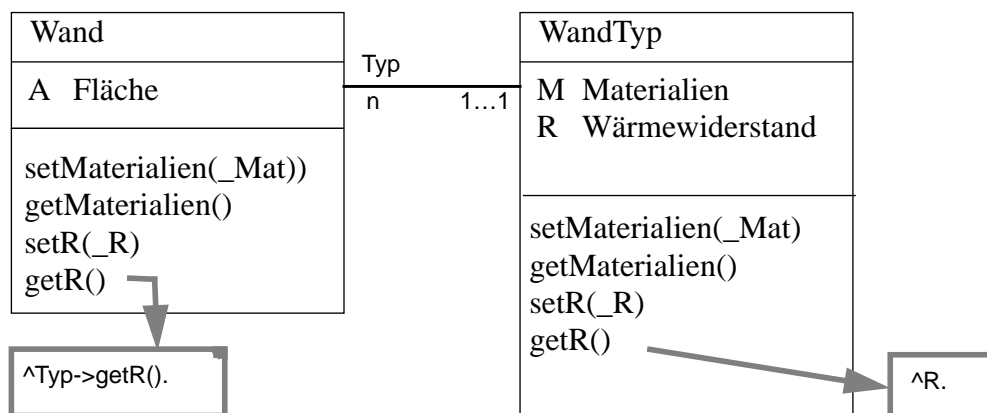 Wand
A Fläche
setMaterialien(_Mat))
getMaterialien()
setR(_R)
getR()
^Typ->getR().
Typ
n 1…1
WandTyp
M Materialien
R Wärmewiderstand
setMaterialien(_Mat)
getMaterialien()
setR(_R)
getR()
^R.